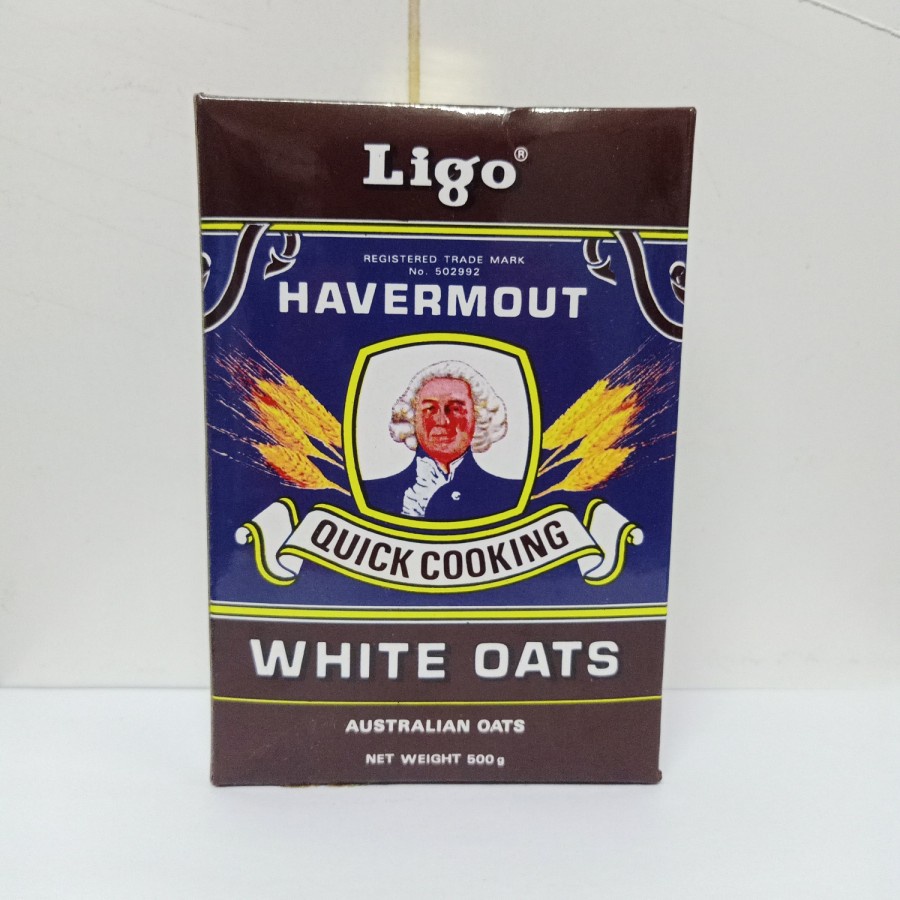 Ligo®
REGISTERED TRADE MARK
No. 502992
HAVERMOUT
QUICK COOKING
WHITE OATS
AUSTRALIAN OATS
NET WEIGHT 500g